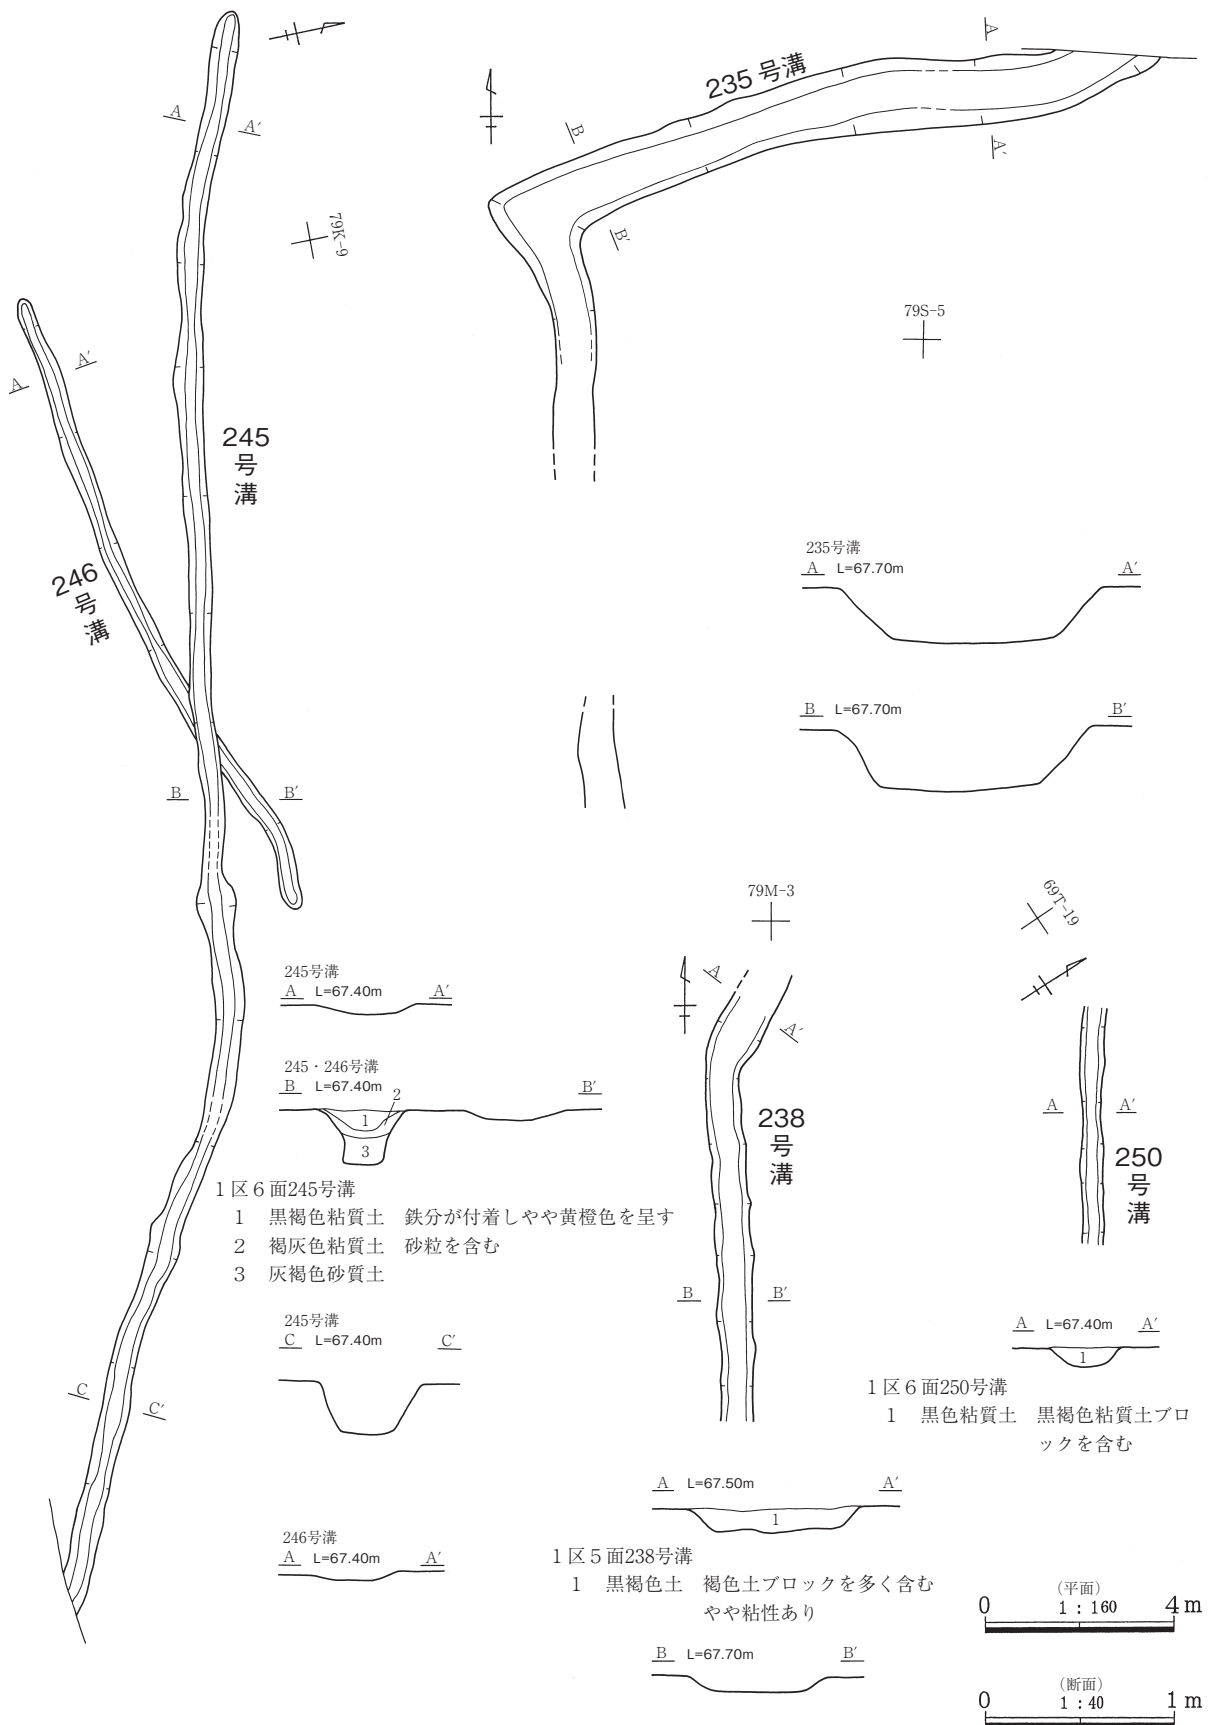 A
A′
79K-9
A
A′
245
号
溝
246
号
溝
B
B′
C
C′
235号溝
A
A′
B
B′
79S-5
235号溝
A L=67.70m A′
B L=67.70m B′
79M-3
A
A′
238
号
溝
B
B′
69T-19
A
A′
250
号
溝
245号溝
A L=67.40m A′
245・246号溝
B L=67.40m B′
2
1
3
1区6面245号溝
1 黒褐色粘質土 鉄分が付着しやや黄橙色を呈す
2 褐灰色粘質土 砂粒を含む
3 灰褐色砂質土
245号溝
C L=67.40m C′
246号溝
A L=67.40m A′
A L=67.40m A′
1
1区6面250号溝
1 黒色粘質土 黒褐色粘質土ブロ
ックを含む
A L=67.50m A′
1
1区5面238号溝
1 黒褐色土 褐色土ブロックを多く含む
やや粘性あり
B L=67.70m B′
(平面)
0 1:160 4m
(断面)
0 1:40 1m